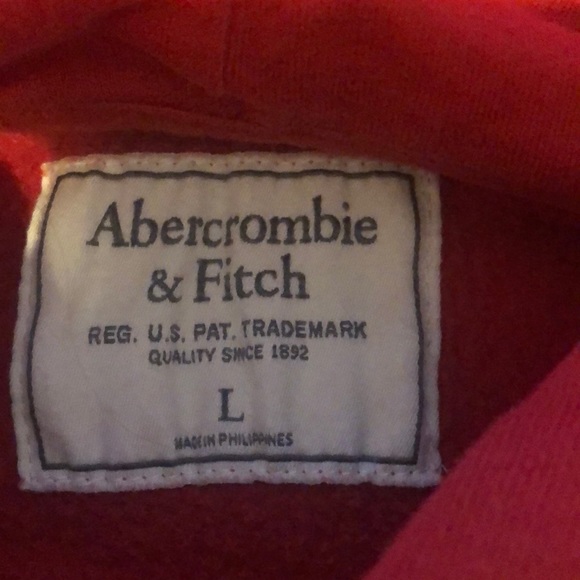 Abercrombie
& Fitch
REG. U.S. PAT. TRADEMARK
QUALITY SINCE 1892
L
MADE IN PHILIPPINES